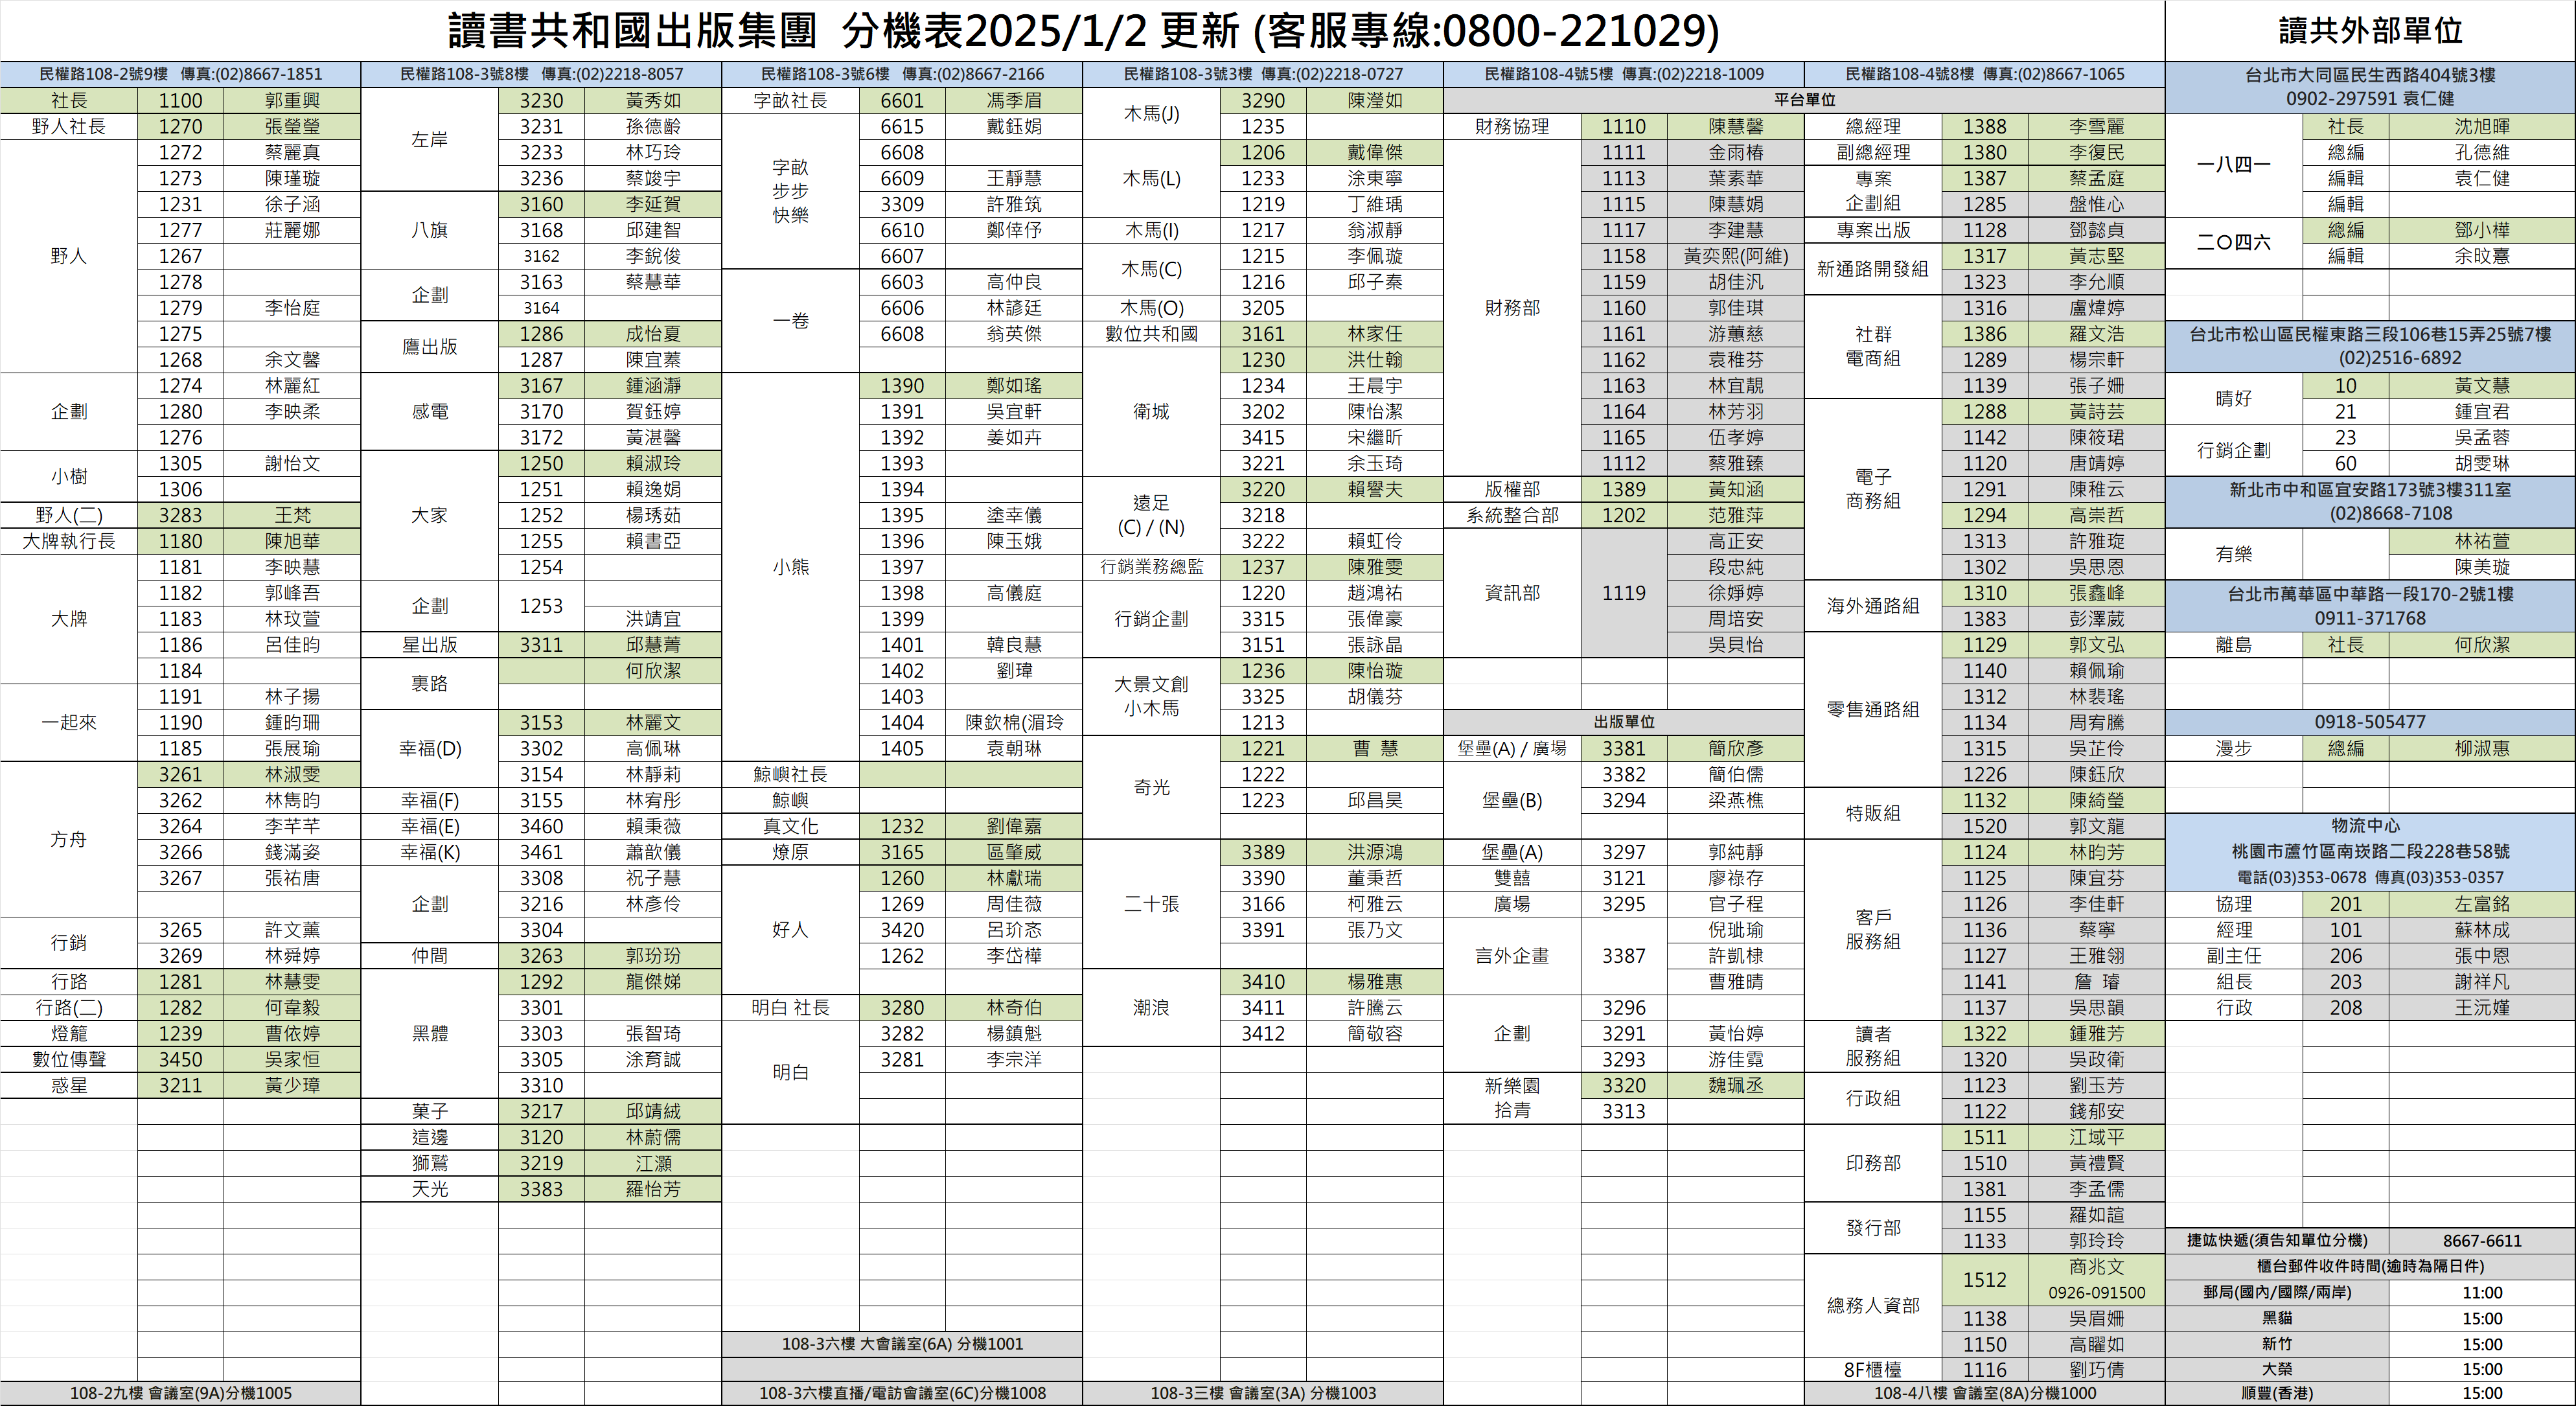 讀書共和國出版集團 分機表2025/1/2 更新 (客服專線:0800-221029)
讀共外部單位
民權路108-2號9樓 傳真:(02)8667-1851
社長 1100 郭重興
野人社長 1270 張瑩瑩
野人
1272 蔡麗真
1273 陳瑾璇
1231 徐子涵
1277 莊麗娜
1267
1278
1279 李怡庭
1275
1268 余文馨
企劃
1274 林麗紅
1280 李映柔
1276
小樹
1305 謝怡文
1306
野人(二) 3283 王梵
大牌執行長 1180 陳旭華
大牌
1181 李映慧
1182 郭峰吾
1183 林玟萱
1186 呂佳昀
1184
一起來
1191 林子揚
1190 鍾昀珊
1185 張展瑜
方舟
3261 林淑雯
3262 林雋昀
3264 李芊芊
3266 錢滿姿
3267 張祐唐
行銷
3265 許文薰
3269 林舜婷
行路 1281 林慧雯
行路(二) 1282 何韋毅
燈籠 1239 曹依婷
數位傳聲 3450 吳家恒
惑星 3211 黃少璋
108-2九樓 會議室(9A)分機1005
民權路108-3號8樓 傳真:(02)2218-8057
左岸
3230 黃秀如
3231 孫德齡
3233 林巧玲
3236 蔡竣宇
八旗
3160 李延賀
3168 邱建智
3162 李銳俊
企劃
3163 蔡慧華
3164
鷹出版
1286 成怡夏
1287 陳宜蓁
感電
3167 鍾涵瀞
3170 賀鈺婷
3172 黃湛馨
大家
1250 賴淑玲
1251 賴逸娟
1252 楊琇茹
1255 賴書亞
1254
企劃
1253
洪靖宜
星出版 3311 邱慧菁
裏路
何欣潔
幸福(D)
3153 林麗文
3302 高佩琳
3154 林靜莉
幸福(F) 3155 林宥彤
幸福(E) 3460 賴秉薇
幸福(K) 3461 蕭歆儀
企劃
3308 祝子慧
3216 林彥伶
3304
仲間 3263 郭玢玢
黑體
1292 龍傑娣
3301
3303 張智琦
3305 涂育誠
3310
菓子 3217 邱靖絨
這邊 3120 林蔚儒
獅鷲 3219 江灝
天光 3383 羅怡芳
民權路108-3號6樓 傳真:(02)8667-2166
字畝社長 6601 馮季眉
字畝
步步
快樂
6615 戴鈺娟
6608
6609 王靜慧
3309 許雅筑
6610 鄭倖伃
6607
一卷
6603 高仲良
6606 林諺廷
6608 翁英傑
小熊
1390 鄭如瑤
1391 吳宜軒
1392 姜如卉
1393
1394
1395 塗幸儀
1396 陳玉娥
1397
1398 高儀庭
1399
1401 韓良慧
1402 劉瑋
1403
1404 陳欽棉(湄玲
1405 袁朝琳
鯨嶼社長
鯨嶼
真文化 1232 劉偉嘉
燎原 3165 區肇威
好人
1260 林獻瑞
1269 周佳薇
3420 呂玠忞
1262 李岱樺
明白 社長 3280 林奇伯
明白
3282 楊鎮魁
3281 李宗洋
108-3六樓 大會議室(6A) 分機1001
108-3六樓直播/電訪會議室(6C)分機1008
民權路108-3號3樓 傳真:(02)2218-0727
木馬(J)
3290 陳瀅如
1235
木馬(L)
1206 戴偉傑
1233 涂東寧
1219 丁維瑀
木馬(I) 1217 翁淑靜
木馬(C)
1215 李佩璇
1216 邱子秦
木馬(O) 3205
數位共和國 3161 林家任
衛城
1230 洪仕翰
1234 王晨宇
3202 陳怡潔
3415 宋繼昕
3221 余玉琦
遠足
(C) / (N)
3220 賴譽夫
3218
3222 賴虹伶
行銷業務總監 1237 陳雅雯
行銷企劃
1220 趙鴻祐
3315 張偉豪
3151 張詠晶
大景文創
小木馬
1236 陳怡璇
3325 胡儀芬
1213
奇光
1221 曹 慧
1222
1223 邱昌昊
二十張
3389 洪源鴻
3390 董秉哲
3166 柯雅云
3391 張乃文
潮浪
3410 楊雅惠
3411 許騰云
3412 簡敬容
108-3三樓 會議室(3A) 分機1003
民權路108-4號5樓 傳真:(02)2218-1009
平台單位
財務協理 1110 陳慧馨
財務部
1111 金雨椿
1113 葉素華
1115 陳慧娟
1117 李建慧
1158 黃奕熙(阿維)
1159 胡佳汎
1160 郭佳琪
1161 游蕙慈
1162 袁稚芬
1163 林宜靚
1164 林芳羽
1165 伍孝婷
1112 蔡雅臻
版權部 1389 黃知涵
系統整合部 1202 范雅萍
資訊部
1119
高正安
段忠純
徐婷婷
周培安
吳貝怡
出版單位
堡壘(A) / 廣場 3381 簡欣彥
堡壘(B)
3382 簡伯儒
3294 梁燕樵
堡壘(A) 3297 郭純靜
雙囍 3121 廖祿存
廣場 3295 官子程
言外企畫
3387
倪玼瑜
許凱棣
曹雅晴
企劃
3296
3291 黃怡婷
3293 游佳霞
新樂園
拾青
3320 魏珮丞
3313
民權路108-4號8樓 傳真:(02)8667-1065
總經理 1388 李雪麗
副總經理 1380 李復民
專案
企劃組
1387 蔡孟庭
1285 盤惟心
專案出版 1128 鄧懿貞
新通路開發組
1317 黃志堅
1323 李允順
社群
電商組
1316 盧煒婷
1386 羅文浩
1289 楊宗軒
1139 張子姍
電子
商務組
1288 黃詩芸
1142 陳筱珺
1120 唐靖婷
1291 陳稚云
1294 高崇哲
1313 許雅琁
1302 吳思恩
海外通路組
1310 張鑫峰
1383 彭澤葳
零售通路組
1129 郭文弘
1140 賴佩瑜
1312 林裴瑤
1134 周宥騰
1315 吳芷伶
1226 陳鈺欣
特販組
1132 陳綺瑩
1520 郭文龍
客戶
服務組
1124 林昀芳
1125 陳宜芬
1126 李佳軒
1136 蔡寧
1127 王雅翎
1141 詹 璿
1137 吳思韻
讀者
服務組
1322 鍾雅芳
1320 吳政衛
行政組
1123 劉玉芳
1122 錢郁安
印務部
1511 江域平
1510 黃禮賢
1381 李孟儒
發行部
1155 羅如諠
1133 郭玲玲
總務人資部
1512 商兆文
0926-091500
1138 吳眉姍
1150 高曜如
8F櫃檯 1116 劉巧倩
108-4八樓 會議室(8A)分機1000
台北市大同區民生西路404號3樓
0902-297591 袁仁健
一八四一
社長 沈旭暉
總編 孔德維
編輯 袁仁健
編輯
二〇四六
總編 鄧小樺
編輯 余旼憙
台北市松山區民權東路三段106巷15弄25號7樓
(02)2516-6892
晴好
10 黃文慧
21 鍾宜君
行銷企劃
23 吳孟蓉
60 胡雯琳
新北市中和區宜安路173號3樓311室
(02)8668-7108
有樂
林祐萱
陳美璇
台北市萬華區中華路一段170-2號1樓
0911-371768
離島 社長 何欣潔
0918-505477
漫步 總編 柳淑惠
物流中心
桃園市蘆竹區南崁路二段228巷58號
電話(03)353-0678 傳真(03)353-0357
協理 201 左富銘
經理 101 蘇林成
副主任 206 張中恩
組長 203 謝祥凡
行政 208 王沅嫤
捷竑快遞(須告知單位分機) 8667-6611
櫃台郵件收件時間(逾時為隔日件)
郵局(國內/國際/兩岸) 11:00
黑貓 15:00
新竹 15:00
大榮 15:00
順豐(香港) 15:00